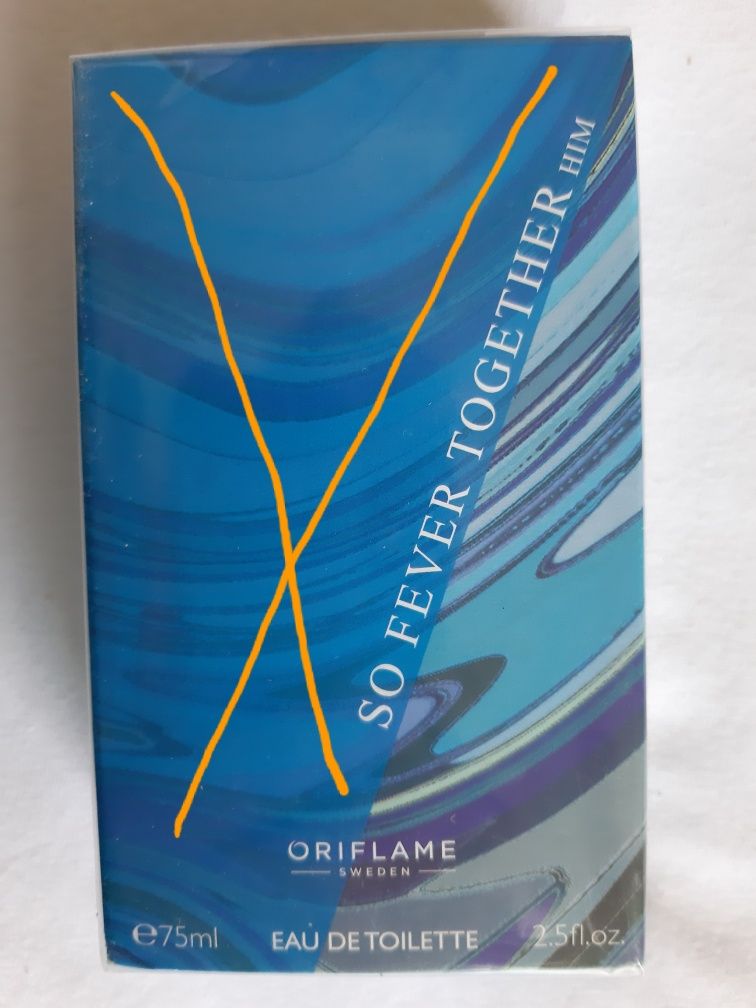 SO FEVER TOGETHER HIM
ORIFLAME
SWEDEN
℮75ml EAU DE TOILETTE 2.5fl.oz.